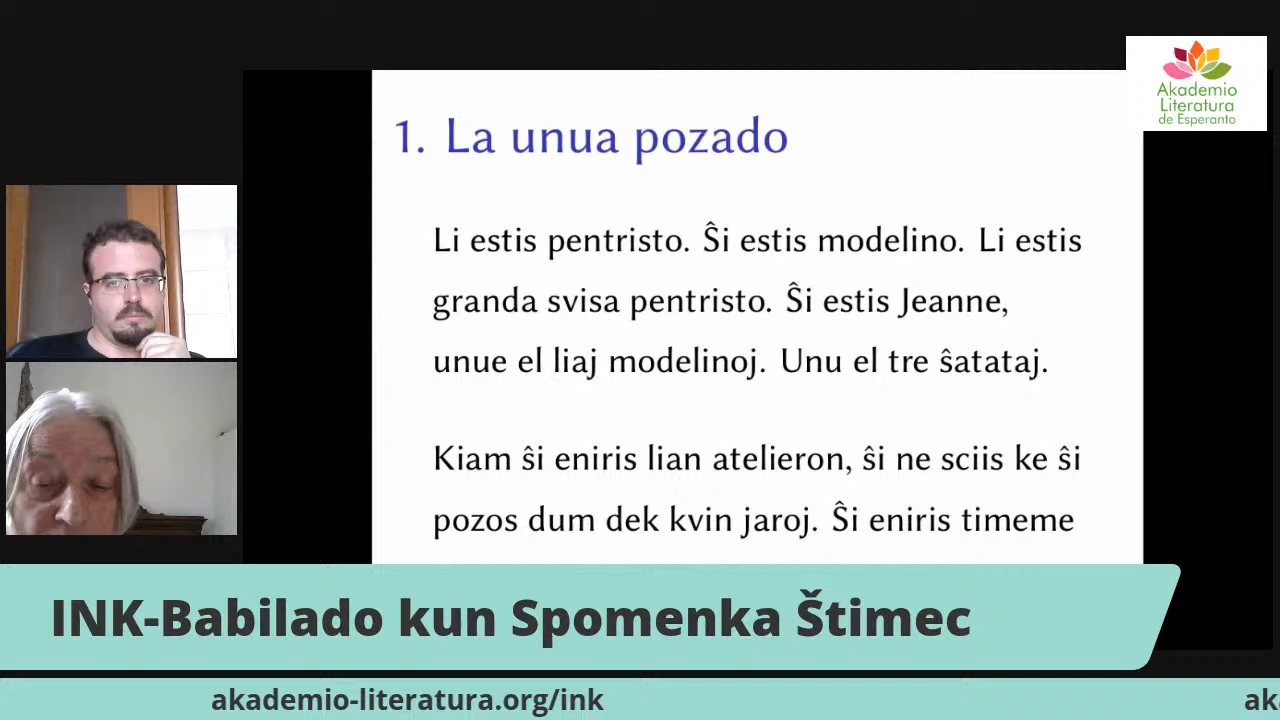 Akademio
Literatura
de Esperanto
1. La unua pozado
Li estis pentristo. Ŝi estis modelino. Li estis
granda svisa pentristo. Ŝi estis Jeanne,
unue el liaj modelinoj. Unu el tre ŝatataj.
Kiam ŝi eniris lian atelieron, ŝi ne sciis ke ŝi
pozos dum dek kvin jaroj. Ŝi eniris timeme
INK-Babilado kun Spomenka Štimec
akademio-literatura.org/ink
ak